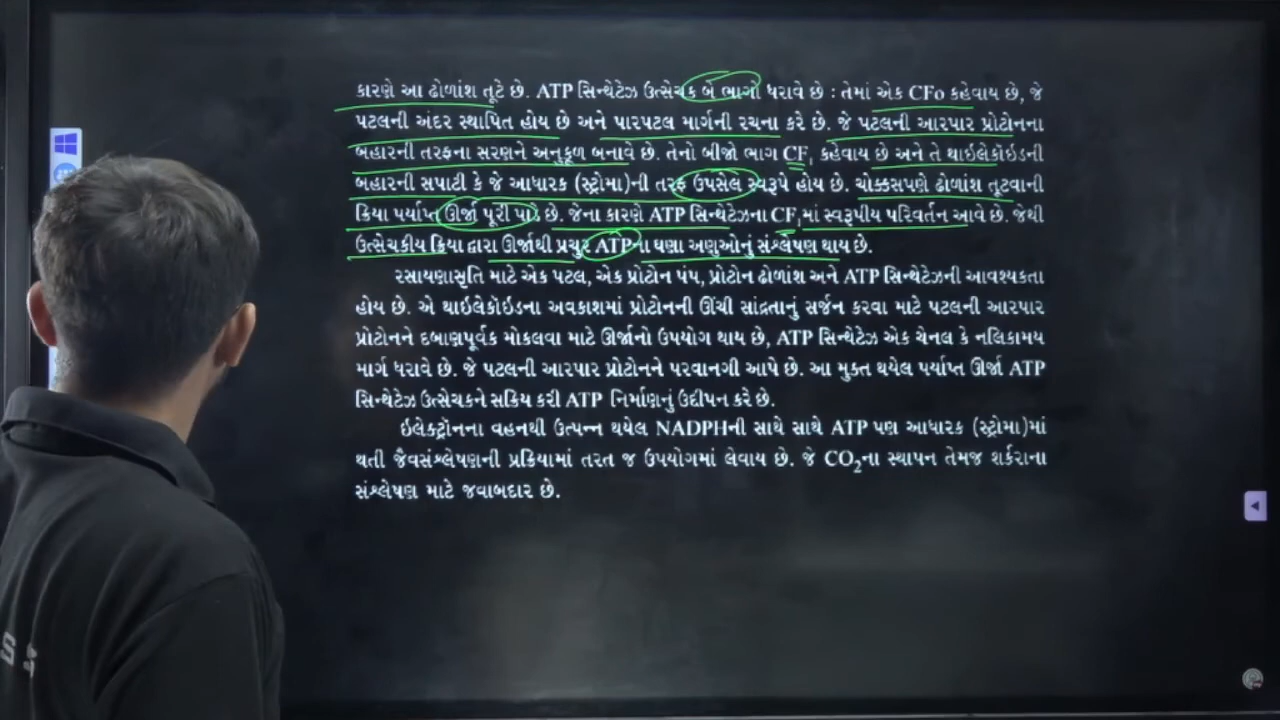 કારણે આ ઢોળાંશ તૂટે છે. ATP સિન્થેટેઝ ઉત્સેચક બે ભાગો ધરાવે છે : તેમાં એક CFo કહેવાય છે, જે
પટલની અંદર સ્થાપિત હોય છે અને પારપટલ માર્ગની રચના કરે છે. જે પટલની આરપાર પ્રોટોનના
બહારની તરફના સરણને અનુકૂળ બનાવે છે. તેનો બીજો ભાગ CF₁ કહેવાય છે અને તે થાઇલેકૉઇડની
બહારની સપાટી કે જે આધારક (સ્ટ્રોમા)ની તરફ ઉપસેલ સ્વરૂપે હોય છે. ચોક્કસપણે ઢોળાંશ તૂટવાની
ક્રિયા પર્યાપ્ત ઊર્જા પૂરી પાડે છે. જેના કારણે ATP સિન્થેટેઝના CF₁માં સ્વરૂપીય પરિવર્તન આવે છે. જેથી
ઉત્સેચકીય ક્રિયા દ્વારા ઊર્જાથી પ્રચુર ATPના ઘણા અણુઓનું સંશ્લેષણ થાય છે.
રસાયણાસૃતિ માટે એક પટલ, એક પ્રોટોન પંપ, પ્રોટોન ઢોળાંશ અને ATP સિન્થેટેઝની આવશ્યકતા
હોય છે. એ થાઇલેકૉઇડના અવકાશમાં પ્રોટોનની ઊંચી સાંદ્રતાનું સર્જન કરવા માટે પટલની આરપાર
પ્રોટોનને દબાણપૂર્વક મોકલવા માટે ઊર્જાનો ઉપયોગ થાય છે, ATP સિન્થેટેઝ એક ચેનલ કે નલિકામય
માર્ગ ધરાવે છે. જે પટલની આરપાર પ્રોટોનને પરવાનગી આપે છે. આ મુક્ત થયેલ પર્યાપ્ત ઊર્જા ATP
સિન્થેટેઝ ઉત્સેચકને સક્રિય કરી ATP નિર્માણનું ઉદ્દીપન કરે છે.
ઇલેક્ટ્રૉનના વહનથી ઉત્પન્ન થયેલ NADPHની સાથે સાથે ATP પણ આધારક (સ્ટ્રોમા)માં
થતી જૈવસંશ્લેષણની પ્રક્રિયામાં તરત જ ઉપયોગમાં લેવાય છે. જે CO₂ના સ્થાપન તેમજ શર્કરાના
સંશ્લેષણ માટે જવાબદાર છે.